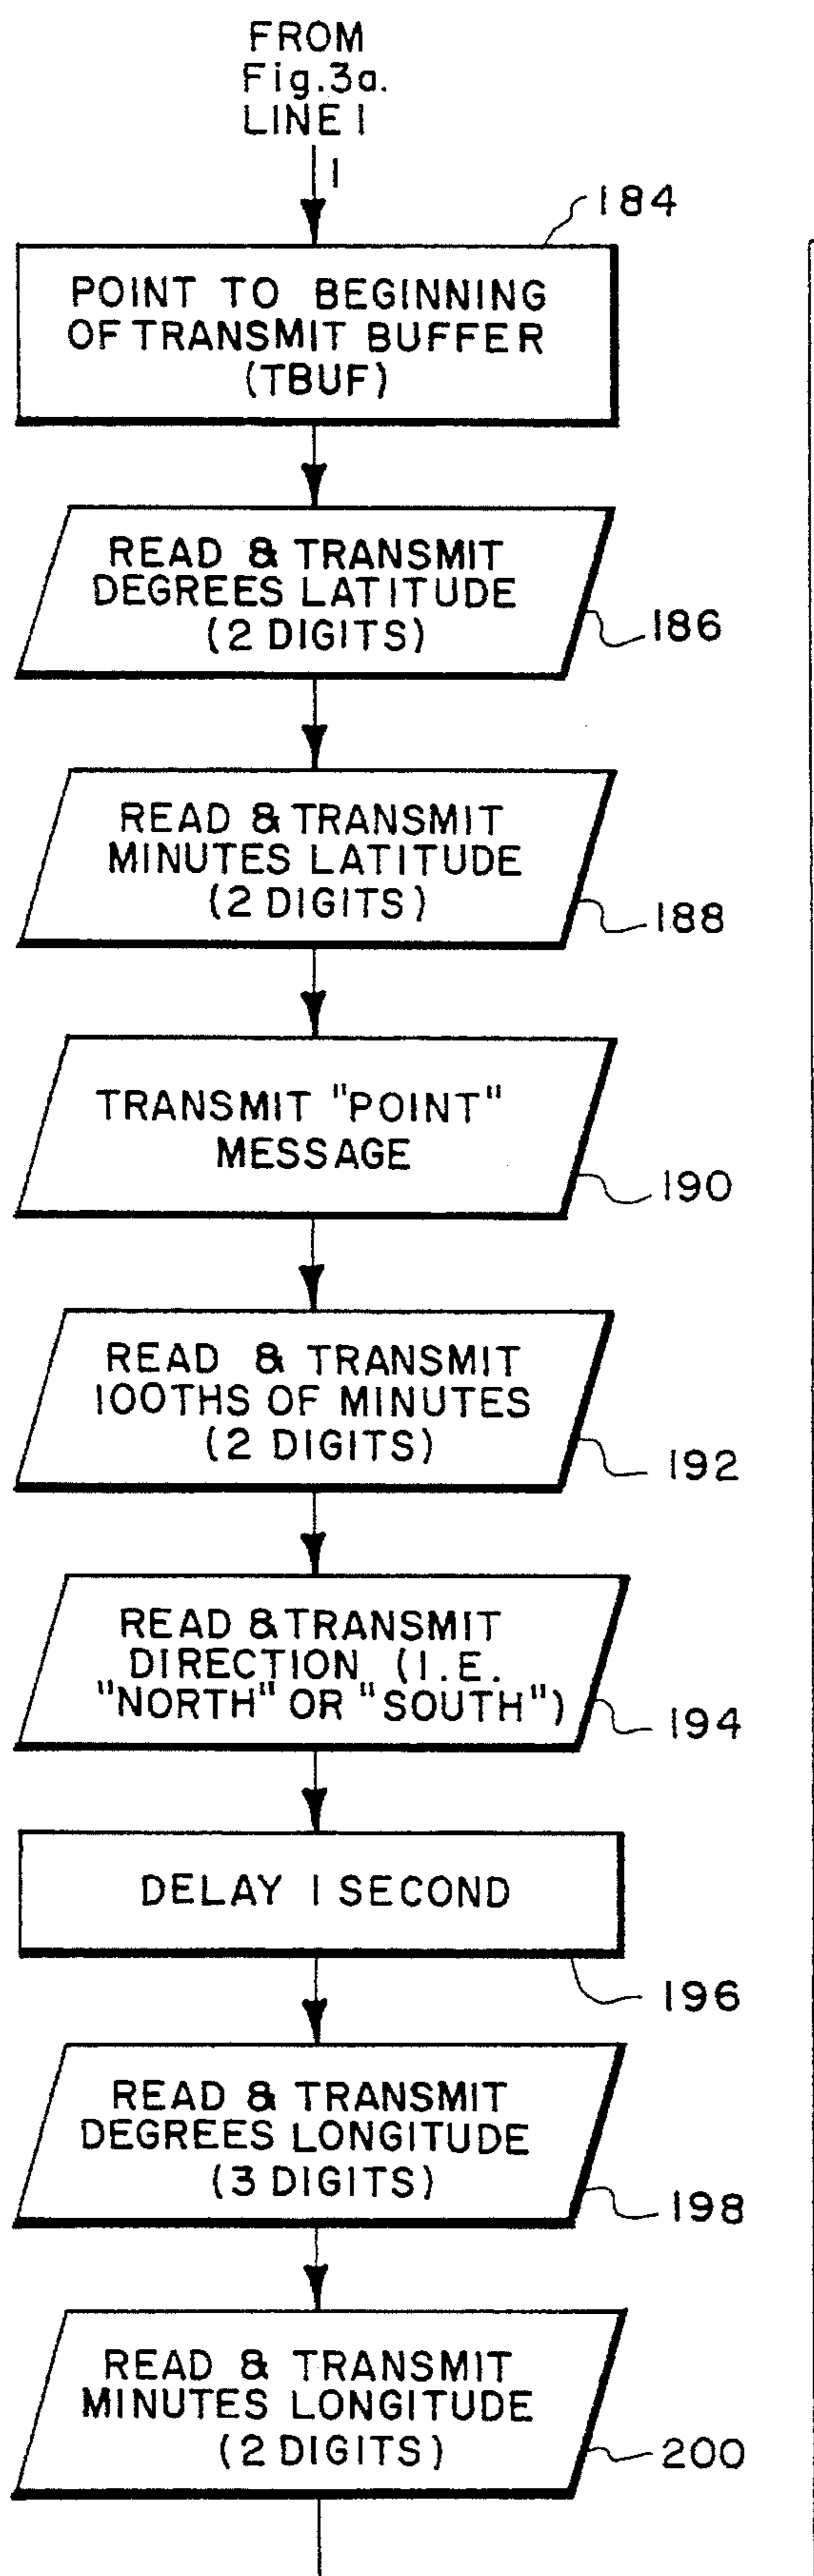 FROM
Fig.3a.
LINE 1
1
184
POINT TO BEGINNING
OF TRANSMIT BUFFER
(TBUF)
READ & TRANSMIT
DEGREES LATITUDE
(2 DIGITS)
186
READ & TRANSMIT
MINUTES LATITUDE
(2 DIGITS)
188
TRANSMIT "POINT"
MESSAGE
190
READ & TRANSMIT
100THS OF MINUTES
(2 DIGITS)
192
READ & TRANSMIT
DIRECTION (I.E.
"NORTH" OR "SOUTH")
194
DELAY 1 SECOND
196
READ & TRANSMIT
DEGREES LONGITUDE
(3 DIGITS)
198
READ & TRANSMIT
MINUTES LONGITUDE
(2 DIGITS)
200